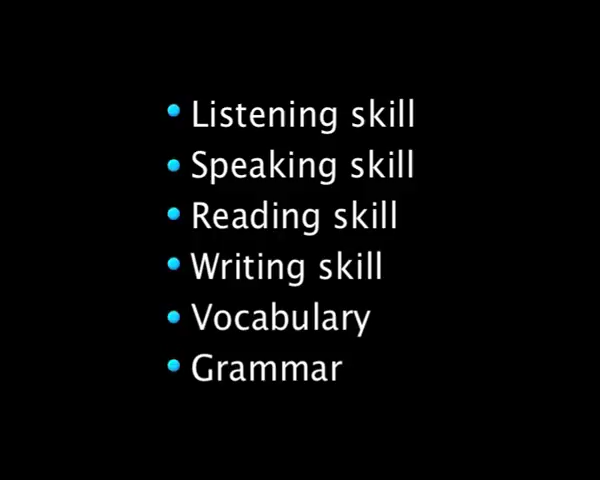 • Listening skill
• Speaking skill
• Reading skill
• Writing skill
• Vocabulary
• Grammar